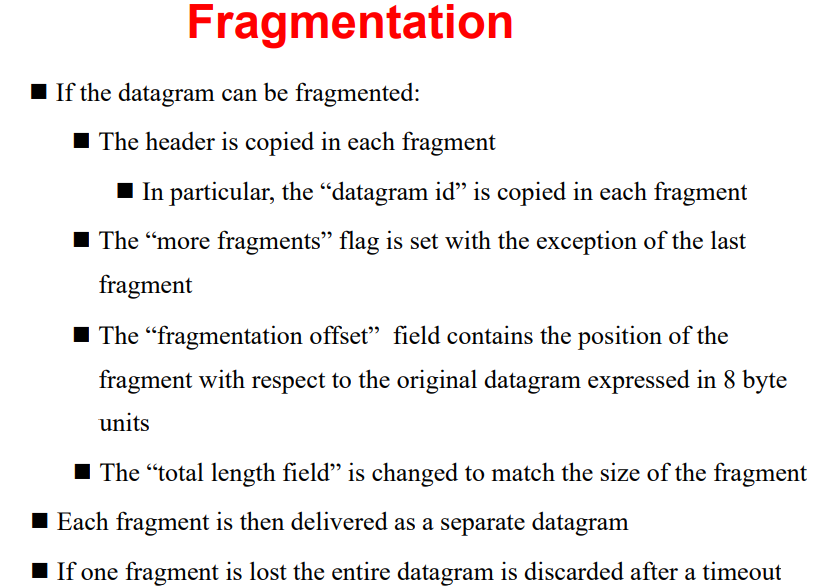 Fragmentation
If the datagram can be fragmented:
The header is copied in each fragment
In particular, the “datagram id” is copied in each fragment
The “more fragments” flag is set with the exception of the last
fragment
The “fragmentation offset”  field contains the position of the
fragment with respect to the original datagram expressed in 8 byte
units
The “total length field” is changed to match the size of the fragment
Each fragment is then delivered as a separate datagram
If one fragment is lost the entire datagram is discarded after a timeout